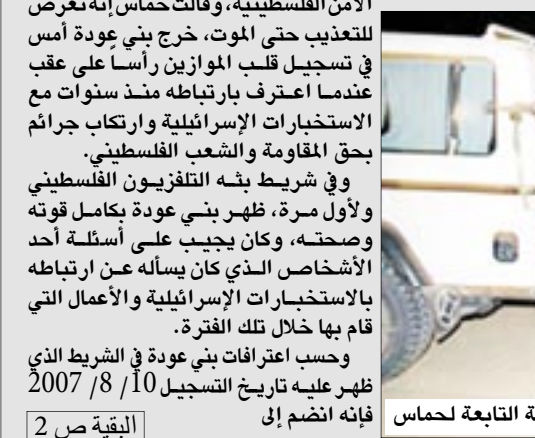 الأمن الفلسطينية، وقالت حماس إنه تعرض
للتعذيب حتى الموت، خرج بني عودة أمس
في تسجيل قلب الموازين رأساً على عقب
عندما اعترف بارتباطه منذ سنوات مع
الاستخبارات الإسرائيلية وارتكاب جرائم
بحق المقاومة والشعب الفلسطيني.
وفي شريط بثه التلفزيون الفلسطيني
ولأول مرة، ظهر بني عودة بكامل قوته
وصحته، وكان يجيب على أسئلة أحد
الأشخاص الذي كان يسأله عن ارتباطه
بالاستخبارات الإسرائيلية والأعمال التي
قام بها خلال تلك الفترة.
وحسب اعترافات بني عودة في الشريط الذي
ظهر عليه تاريخ التسجيل 10/ 8/ 2007
فإنه انضم إلى
البقية ص 2
ة التابعة لحماس